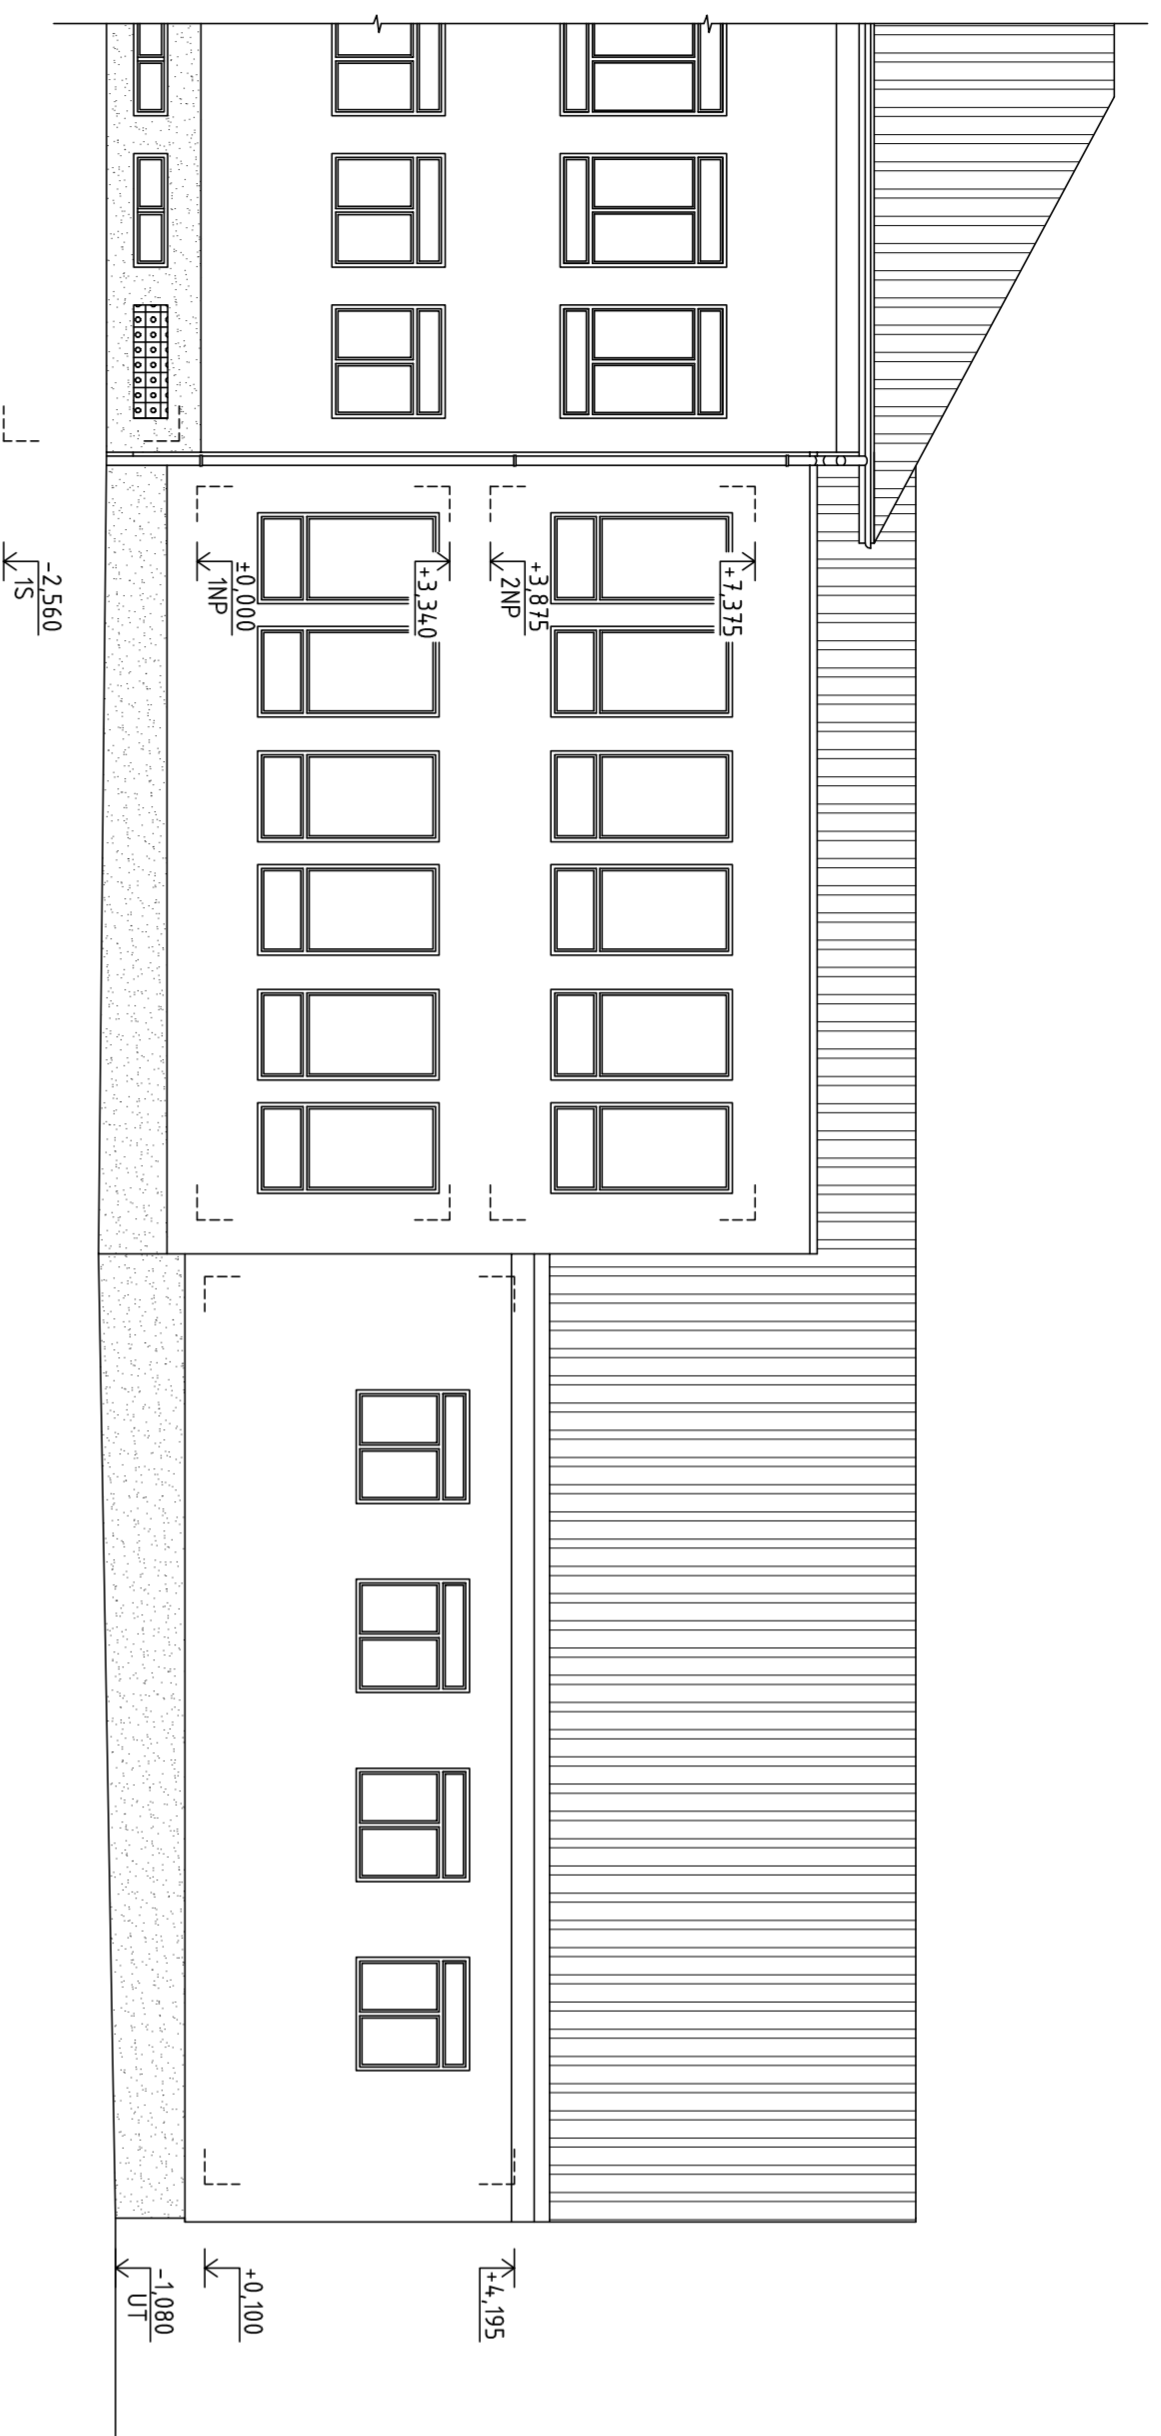 +7,375
+3,875
2NP
+3,340
±0,000
1NP
-2,560
1S
+4,195
+0,100
-1,080
UT